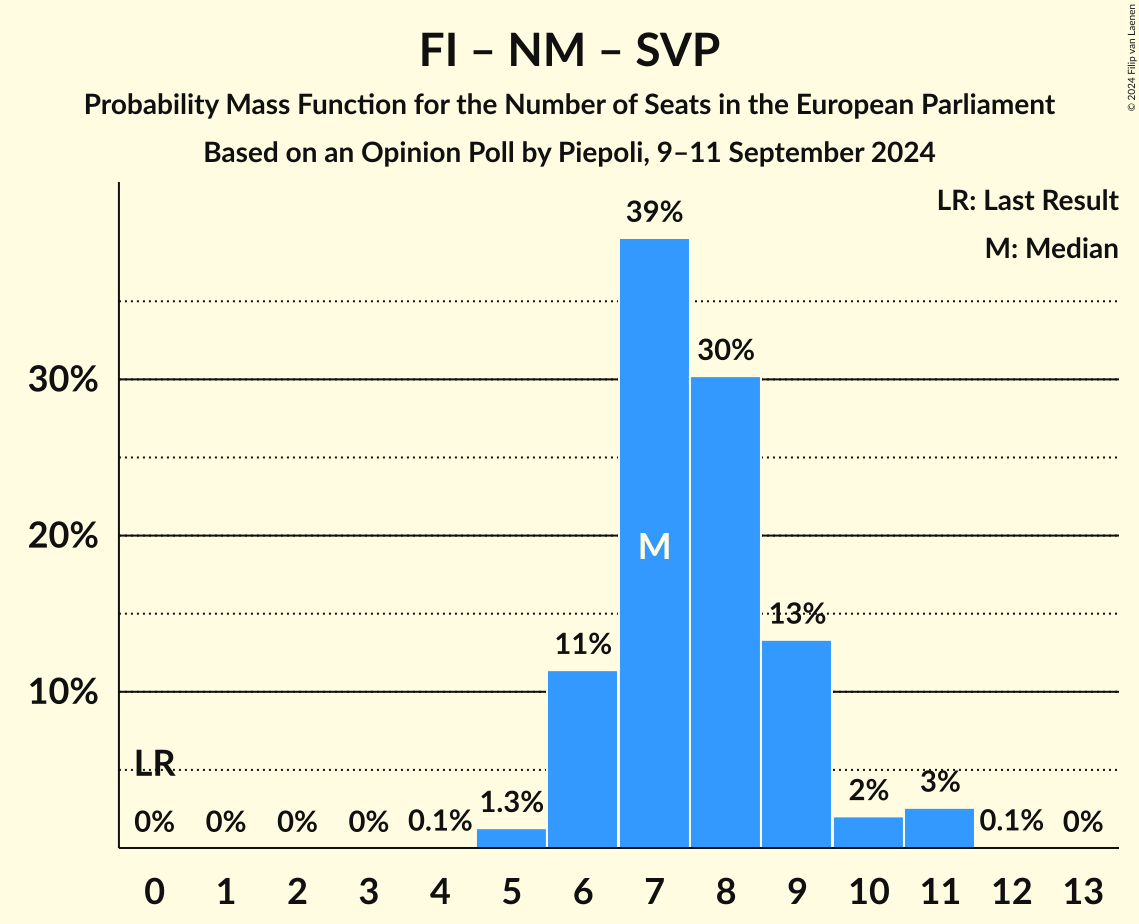 FI – NM – SVP
Probability Mass Function for the Number of Seats in the European Parliament
Based on an Opinion Poll by Piepoli, 9–11 September 2024
© 2024 Filip van Laenen
LR: Last Result
M: Median
39%
30%
30%
20%
M
13%
11%
10%
LR
0% 0% 0% 0% 0.1% 1.3% 2% 3% 0.1% 0%
0 1 2 3 4 5 6 7 8 9 10 11 12 13